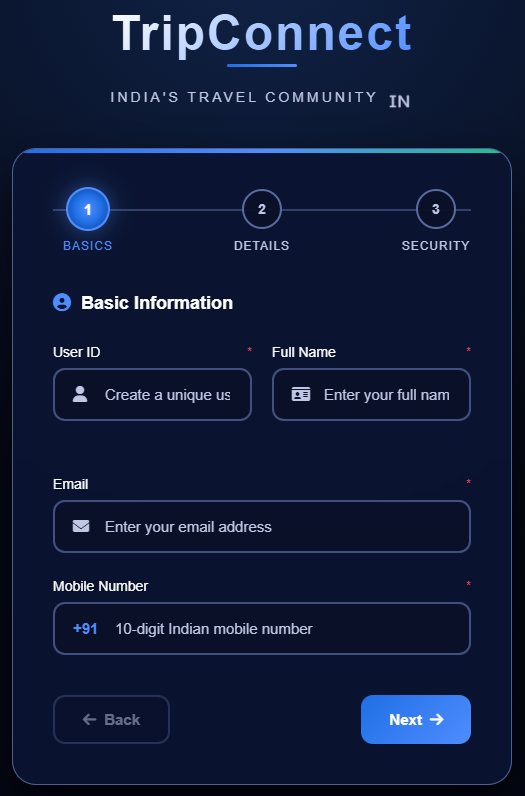 TripConnect
INDIA'S TRAVEL COMMUNITY IN
1 2 3
BASICS DETAILS SECURITY
Basic Information
User ID * Full Name *
Create a unique us Enter your full nam
Email *
Enter your email address
Mobile Number *
+91 10-digit Indian mobile number
← Back Next →